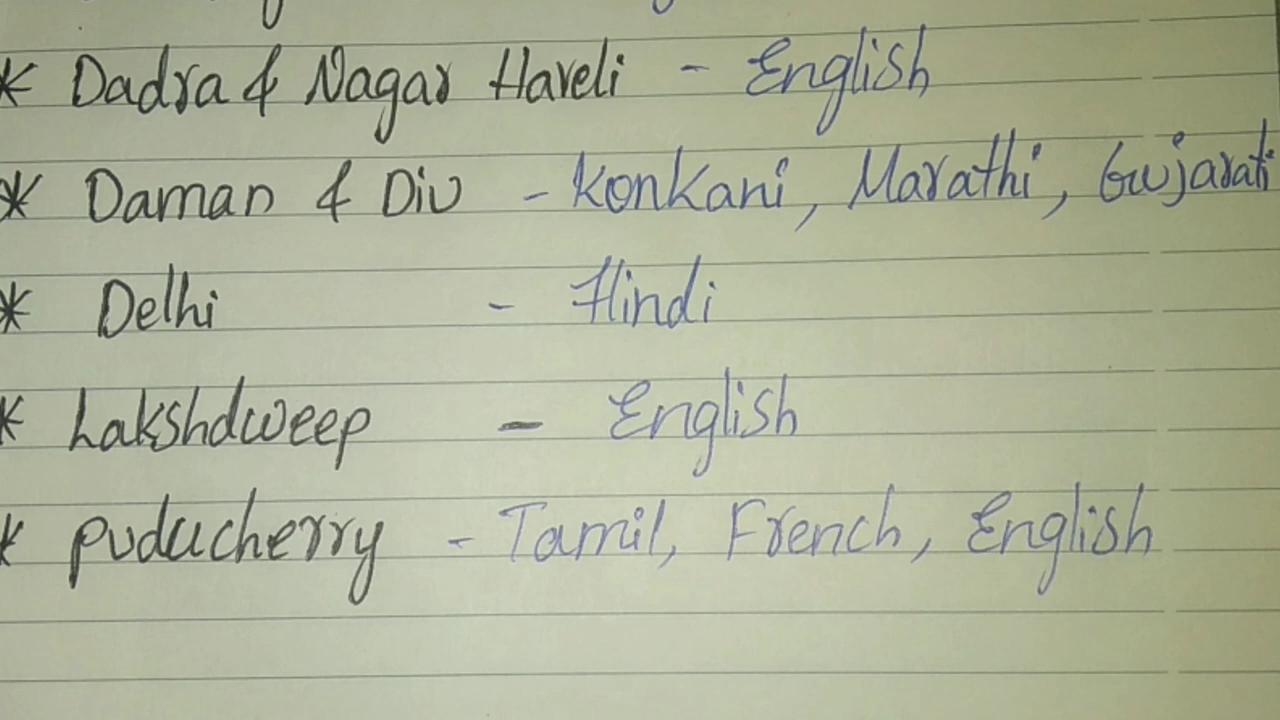 * Dadra & Nagar Haveli - English
* Daman & Diu - Konkani, Marathi, Gujarati
* Delhi - Hindi
* Lakshdweep - English
* Puducherry - Tamil, French, English